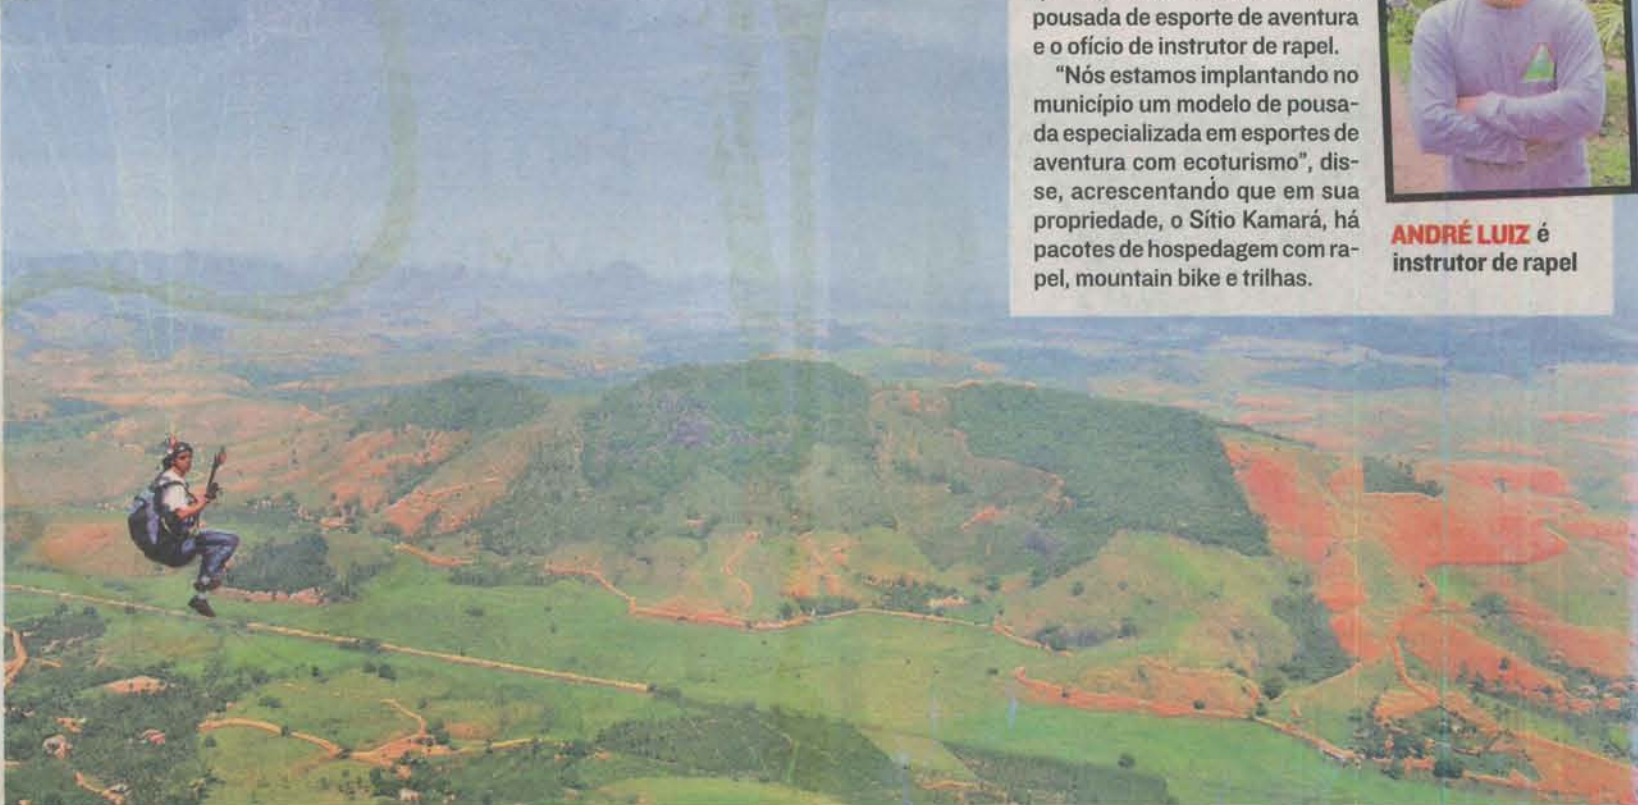 pousada de esporte de aventura
e o ofício de instrutor de rapel.
"Nós estamos implantando no
município um modelo de pousa-
da especializada em esportes de
aventura com ecoturismo", dis-
se, acrescentando que em sua
propriedade, o Sítio Kamará, há
pacotes de hospedagem com ra-
pel, mountain bike e trilhas.
ANDRÉ LUIZ é
instrutor de rapel